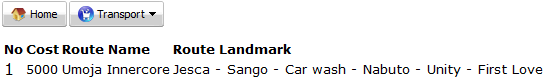 Home Transport
No Cost Route Name Route Landmark
1 5000 Umoja Innercore Jesca - Sango - Car wash - Nabuto - Unity - First Love